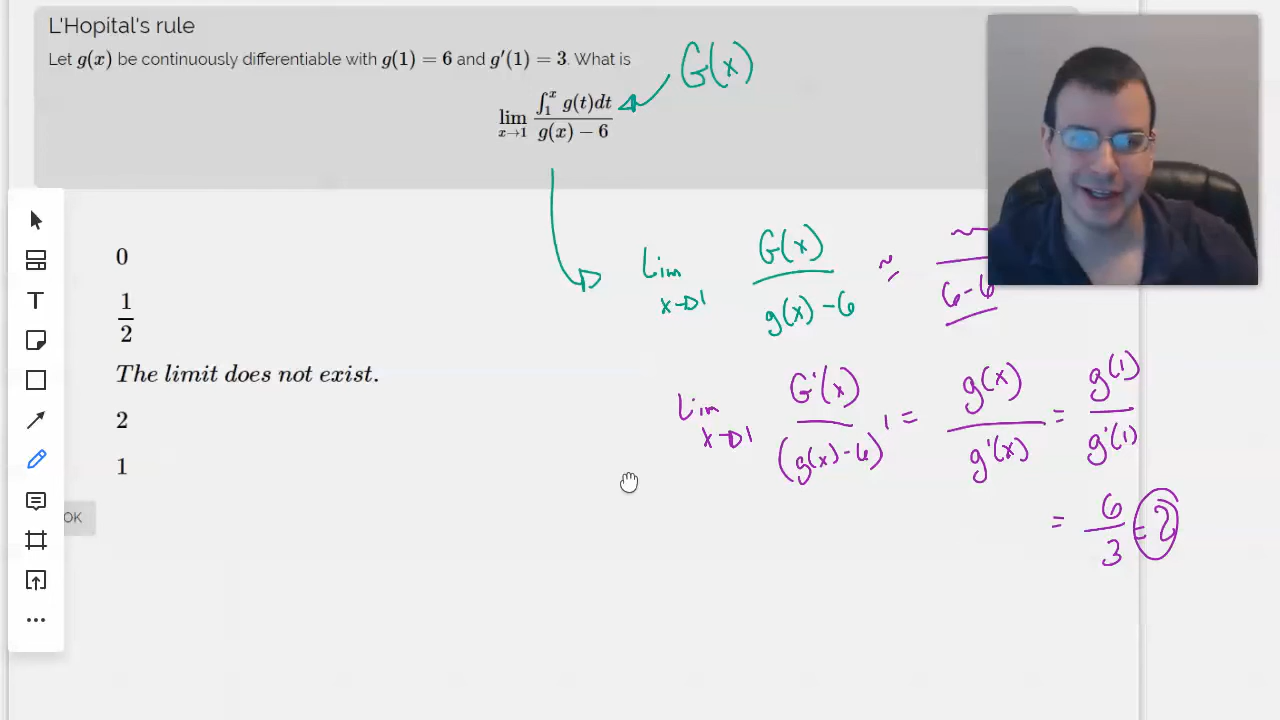 L'Hopital's rule
Let g(x) be continuously differentiable with g(1) = 6 and g′(1) = 3. What is
lim x→1 ∫₁ˣ g(t)dt / g(x) − 6
G(x)
0
1/2
The limit does not exist.
2
1
OK
T
Lim x→1 G(x) / g(x) − 6 ≈ ~ / 6 − 6
Lim x→1 G'(x) / (g(x) − 6)' = g(x) / g'(x) = g(1) / g'(1)
= 6/3 = 2